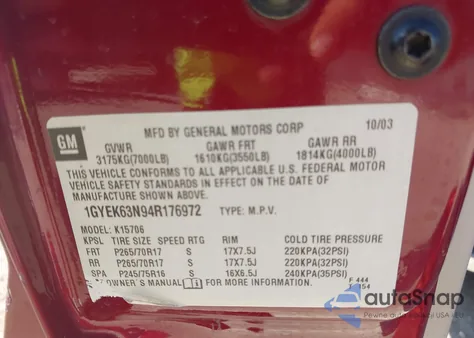 GM
MFD BY GENERAL MOTORS CORP 10/03
GVWR GAWR FRT GAWR RR
3175KG(7000LB) 1610KG(3550LB) 1814KG(4000LB)
THIS VEHICLE CONFORMS TO ALL APPLICABLE U.S. FEDERAL MOTOR
VEHICLE SAFETY STANDARDS IN EFFECT ON THE DATE OF
MANUFACTURE SHOWN ABOVE.
1GYEK63N94R176972 TYPE: M.P.V.
MODEL: K15706
KPSL TIRE SIZE SPEED RTG RIM COLD TIRE PRESSURE
FRT P265/70R17 S 17X7.5J 220KPA(32PSI)
RR P265/70R17 S 17X7.5J 220KPA(32PSI)
SPA P245/75R16 S 16X6.5J 240KPA(35PSI)
OWNER'S MANUAL FOR MORE INFORMATION.
F 444
autoSnap
Pewne auto z USA